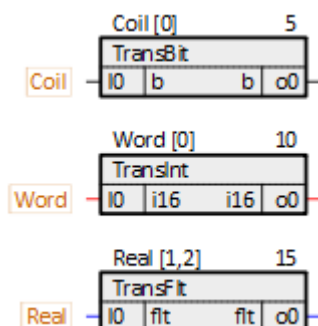 Coil [0] 5
TransBit
Coil I0 b b o0
Word [0] 10
TransInt
Word I0 i16 i16 o0
Real [1,2] 15
TransFlt
Real I0 flt flt o0